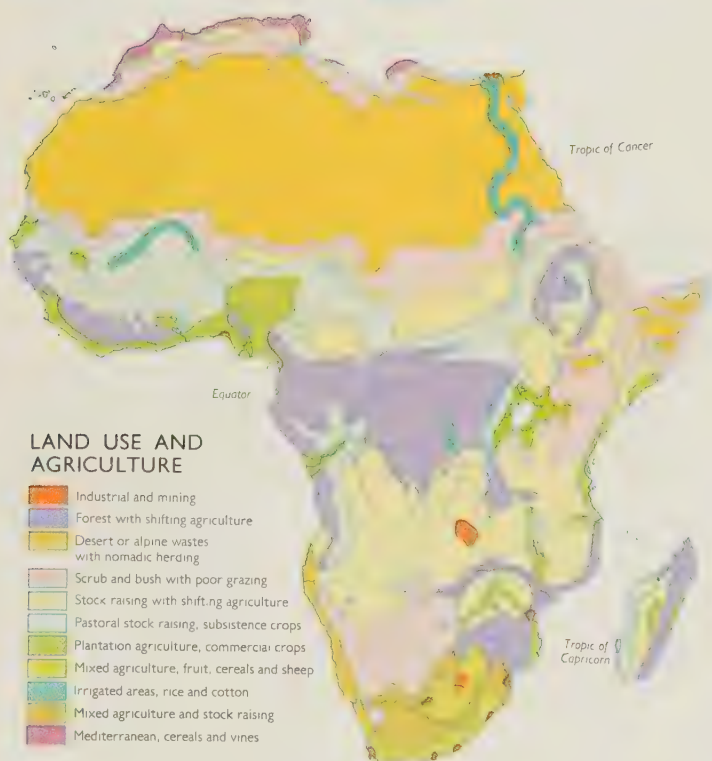 Tropic of Cancer
Equator
LAND USE AND
AGRICULTURE
Industrial and mining
Forest with shifting agriculture
Desert or alpine wastes
with nomadic herding
Scrub and bush with poor grazing
Stock raising with shifting agriculture
Pastoral stock raising, subsistence crops
Plantation agriculture, commercial crops
Mixed agriculture, fruit, cereals and sheep
Irrigated areas, rice and cotton
Mixed agriculture and stock raising
Mediterranean, cereals and vines
Tropic of
Capricorn